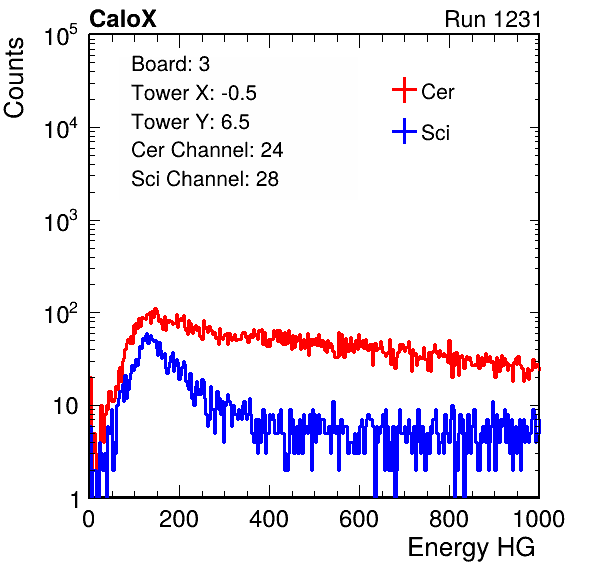 CaloX Run 1231
Counts
10^5
10^4
10^3
10^2
10
1
Board: 3
Tower X: -0.5
Tower Y: 6.5
Cer Channel: 24
Sci Channel: 28
Cer
Sci
0 200 400 600 800 1000
Energy HG